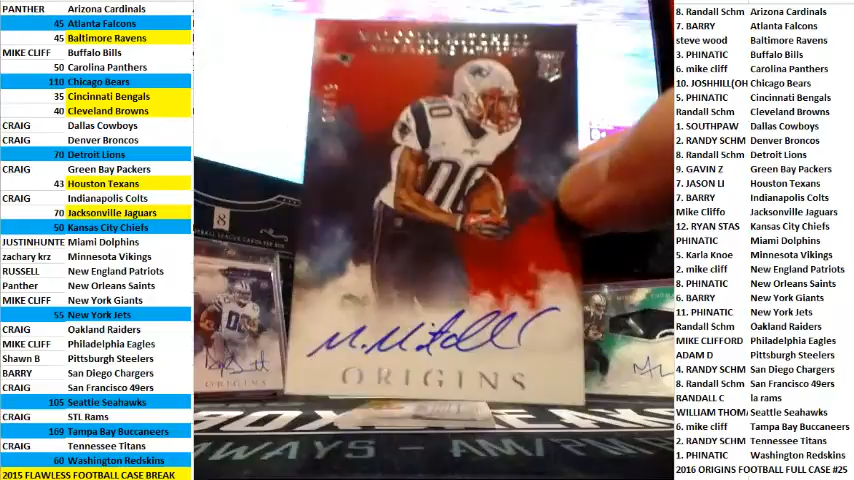 PANTHER Arizona Cardinals
45 Atlanta Falcons
45 Baltimore Ravens
MIKE CLIFF Buffalo Bills
50 Carolina Panthers
110 Chicago Bears
35 Cincinnati Bengals
40 Cleveland Browns
CRAIG Dallas Cowboys
CRAIG Denver Broncos
70 Detroit Lions
CRAIG Green Bay Packers
43 Houston Texans
CRAIG Indianapolis Colts
70 Jacksonville Jaguars
50 Kansas City Chiefs
JUSTINHUNTE Miami Dolphins
zachary krz Minnesota Vikings
RUSSELL New England Patriots
Panther New Orleans Saints
MIKE CLIFF New York Giants
55 New York Jets
CRAIG Oakland Raiders
MIKE CLIFF Philadelphia Eagles
Shawn B Pittsburgh Steelers
BARRY San Diego Chargers
CRAIG San Francisco 49ers
105 Seattle Seahawks
CRAIG STL Rams
169 Tampa Bay Buccaneers
CRAIG Tennessee Titans
60 Washington Redskins
2015 FLAWLESS FOOTBALL CASE BREAK
ORIGINS
8. Randall Schm Arizona Cardinals
7. BARRY Atlanta Falcons
steve wood Baltimore Ravens
3. PHINATIC Buffalo Bills
6. mike cliff Carolina Panthers
10. JOSHHILL(OH Chicago Bears
5. PHINATIC Cincinnati Bengals
Randall Schm Cleveland Browns
1. SOUTHPAW Dallas Cowboys
2. RANDY SCHM Denver Broncos
8. Randall Schm Detroit Lions
9. GAVIN Z Green Bay Packers
7. JASON LI Houston Texans
7. BARRY Indianapolis Colts
Mike Cliffo Jacksonville Jaguars
12. RYAN STAS Kansas City Chiefs
PHINATIC Miami Dolphins
5. Karla Knoe Minnesota Vikings
2. mike cliff New England Patriots
8. PHINATIC New Orleans Saints
6. BARRY New York Giants
11. PHINATIC New York Jets
Randall Schm Oakland Raiders
MIKE CLIFFORD Philadelphia Eagles
ADAM D Pittsburgh Steelers
4. RANDY SCHM San Diego Chargers
8. Randall Schm San Francisco 49ers
RANDALL C la rams
WILLIAM THOM Seattle Seahawks
6. mike cliff Tampa Bay Buccaneers
2. RANDY SCHM Tennessee Titans
1. PHINATIC Washington Redskins
2016 ORIGINS FOOTBALL FULL CASE #25